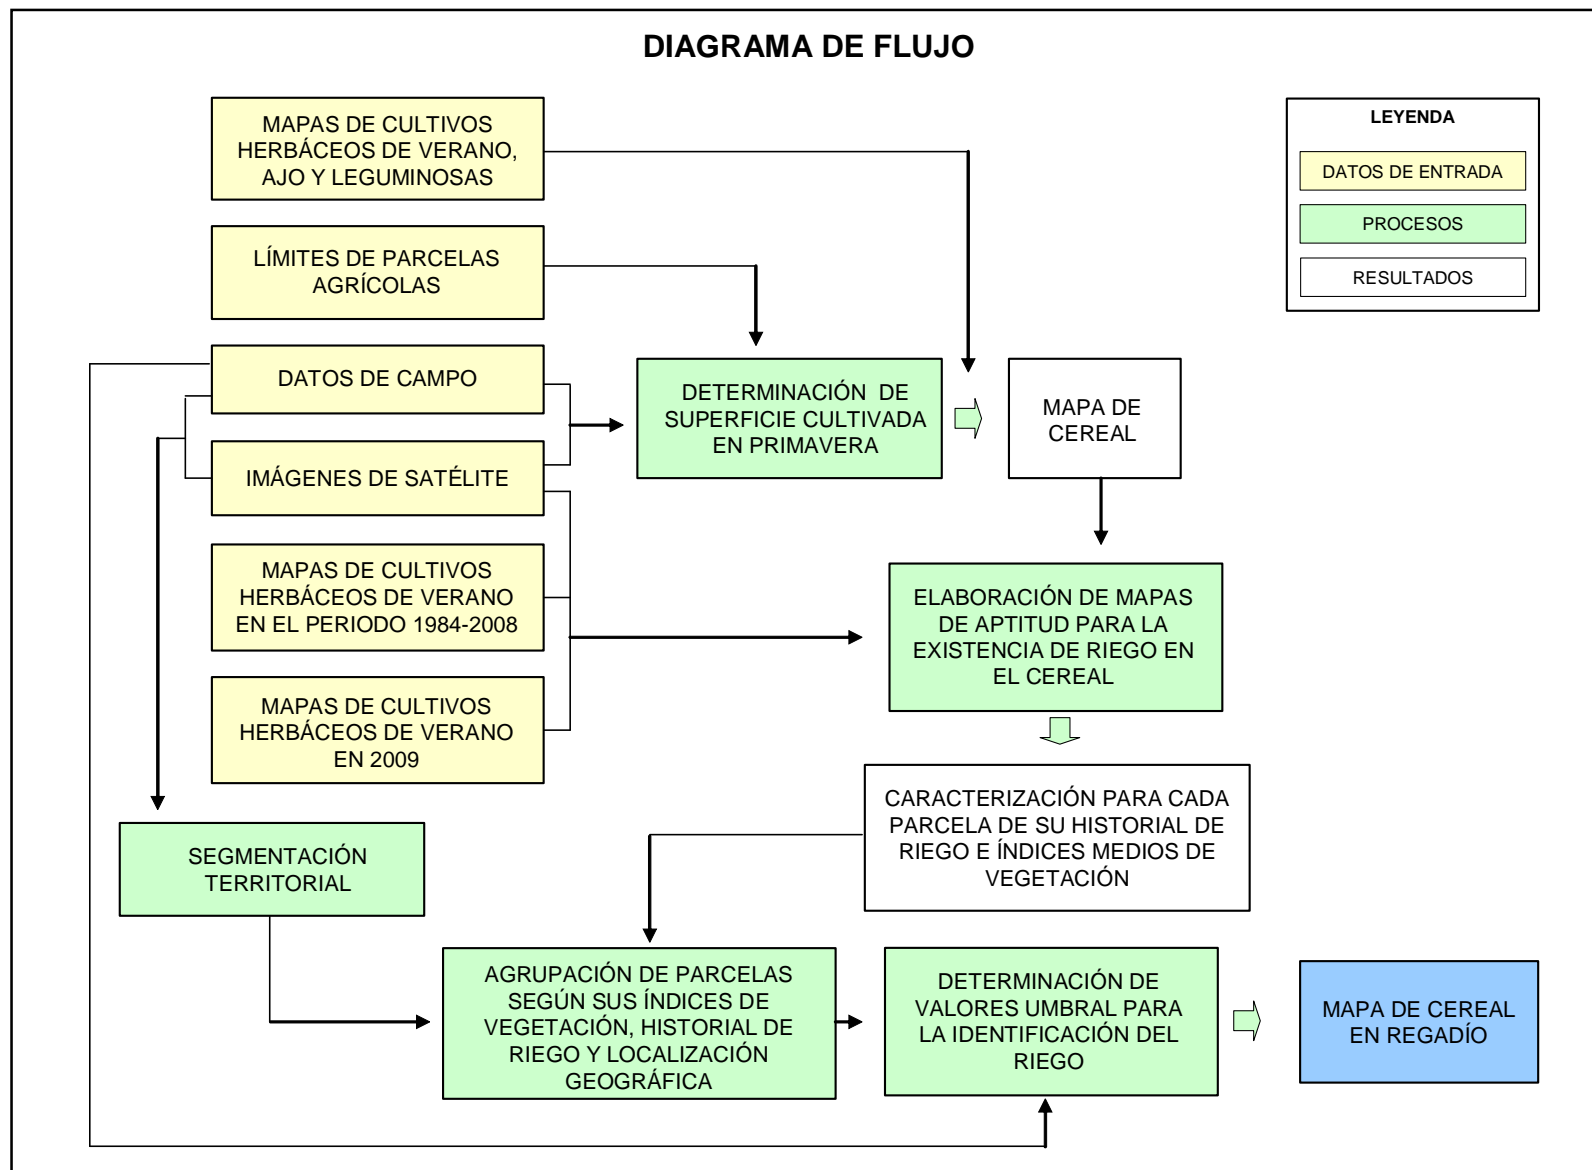 DIAGRAMA DE FLUJO
MAPAS DE CULTIVOS
HERBÁCEOS DE VERANO,
AJO Y LEGUMINOSAS
LEYENDA
DATOS DE ENTRADA
PROCESOS
RESULTADOS
LÍMITES DE PARCELAS
AGRÍCOLAS
DATOS DE CAMPO
DETERMINACIÓN DE
SUPERFICIE CULTIVADA
EN PRIMAVERA
MAPA DE
CEREAL
IMÁGENES DE SATÉLITE
MAPAS DE CULTIVOS
HERBÁCEOS DE VERANO
EN EL PERIODO 1984-2008
ELABORACIÓN DE MAPAS
DE APTITUD PARA LA
EXISTENCIA DE RIEGO EN
EL CEREAL
MAPAS DE CULTIVOS
HERBÁCEOS DE VERANO
EN 2009
CARACTERIZACIÓN PARA CADA
PARCELA DE SU HISTORIAL DE
RIEGO E ÍNDICES MEDIOS DE
VEGETACIÓN
SEGMENTACIÓN
TERRITORIAL
AGRUPACIÓN DE PARCELAS
SEGÚN SUS ÍNDICES DE
VEGETACIÓN, HISTORIAL DE
RIEGO Y LOCALIZACIÓN
GEOGRÁFICA
DETERMINACIÓN DE
VALORES UMBRAL PARA
LA IDENTIFICACIÓN DEL
RIEGO
MAPA DE CEREAL
EN REGADÍO